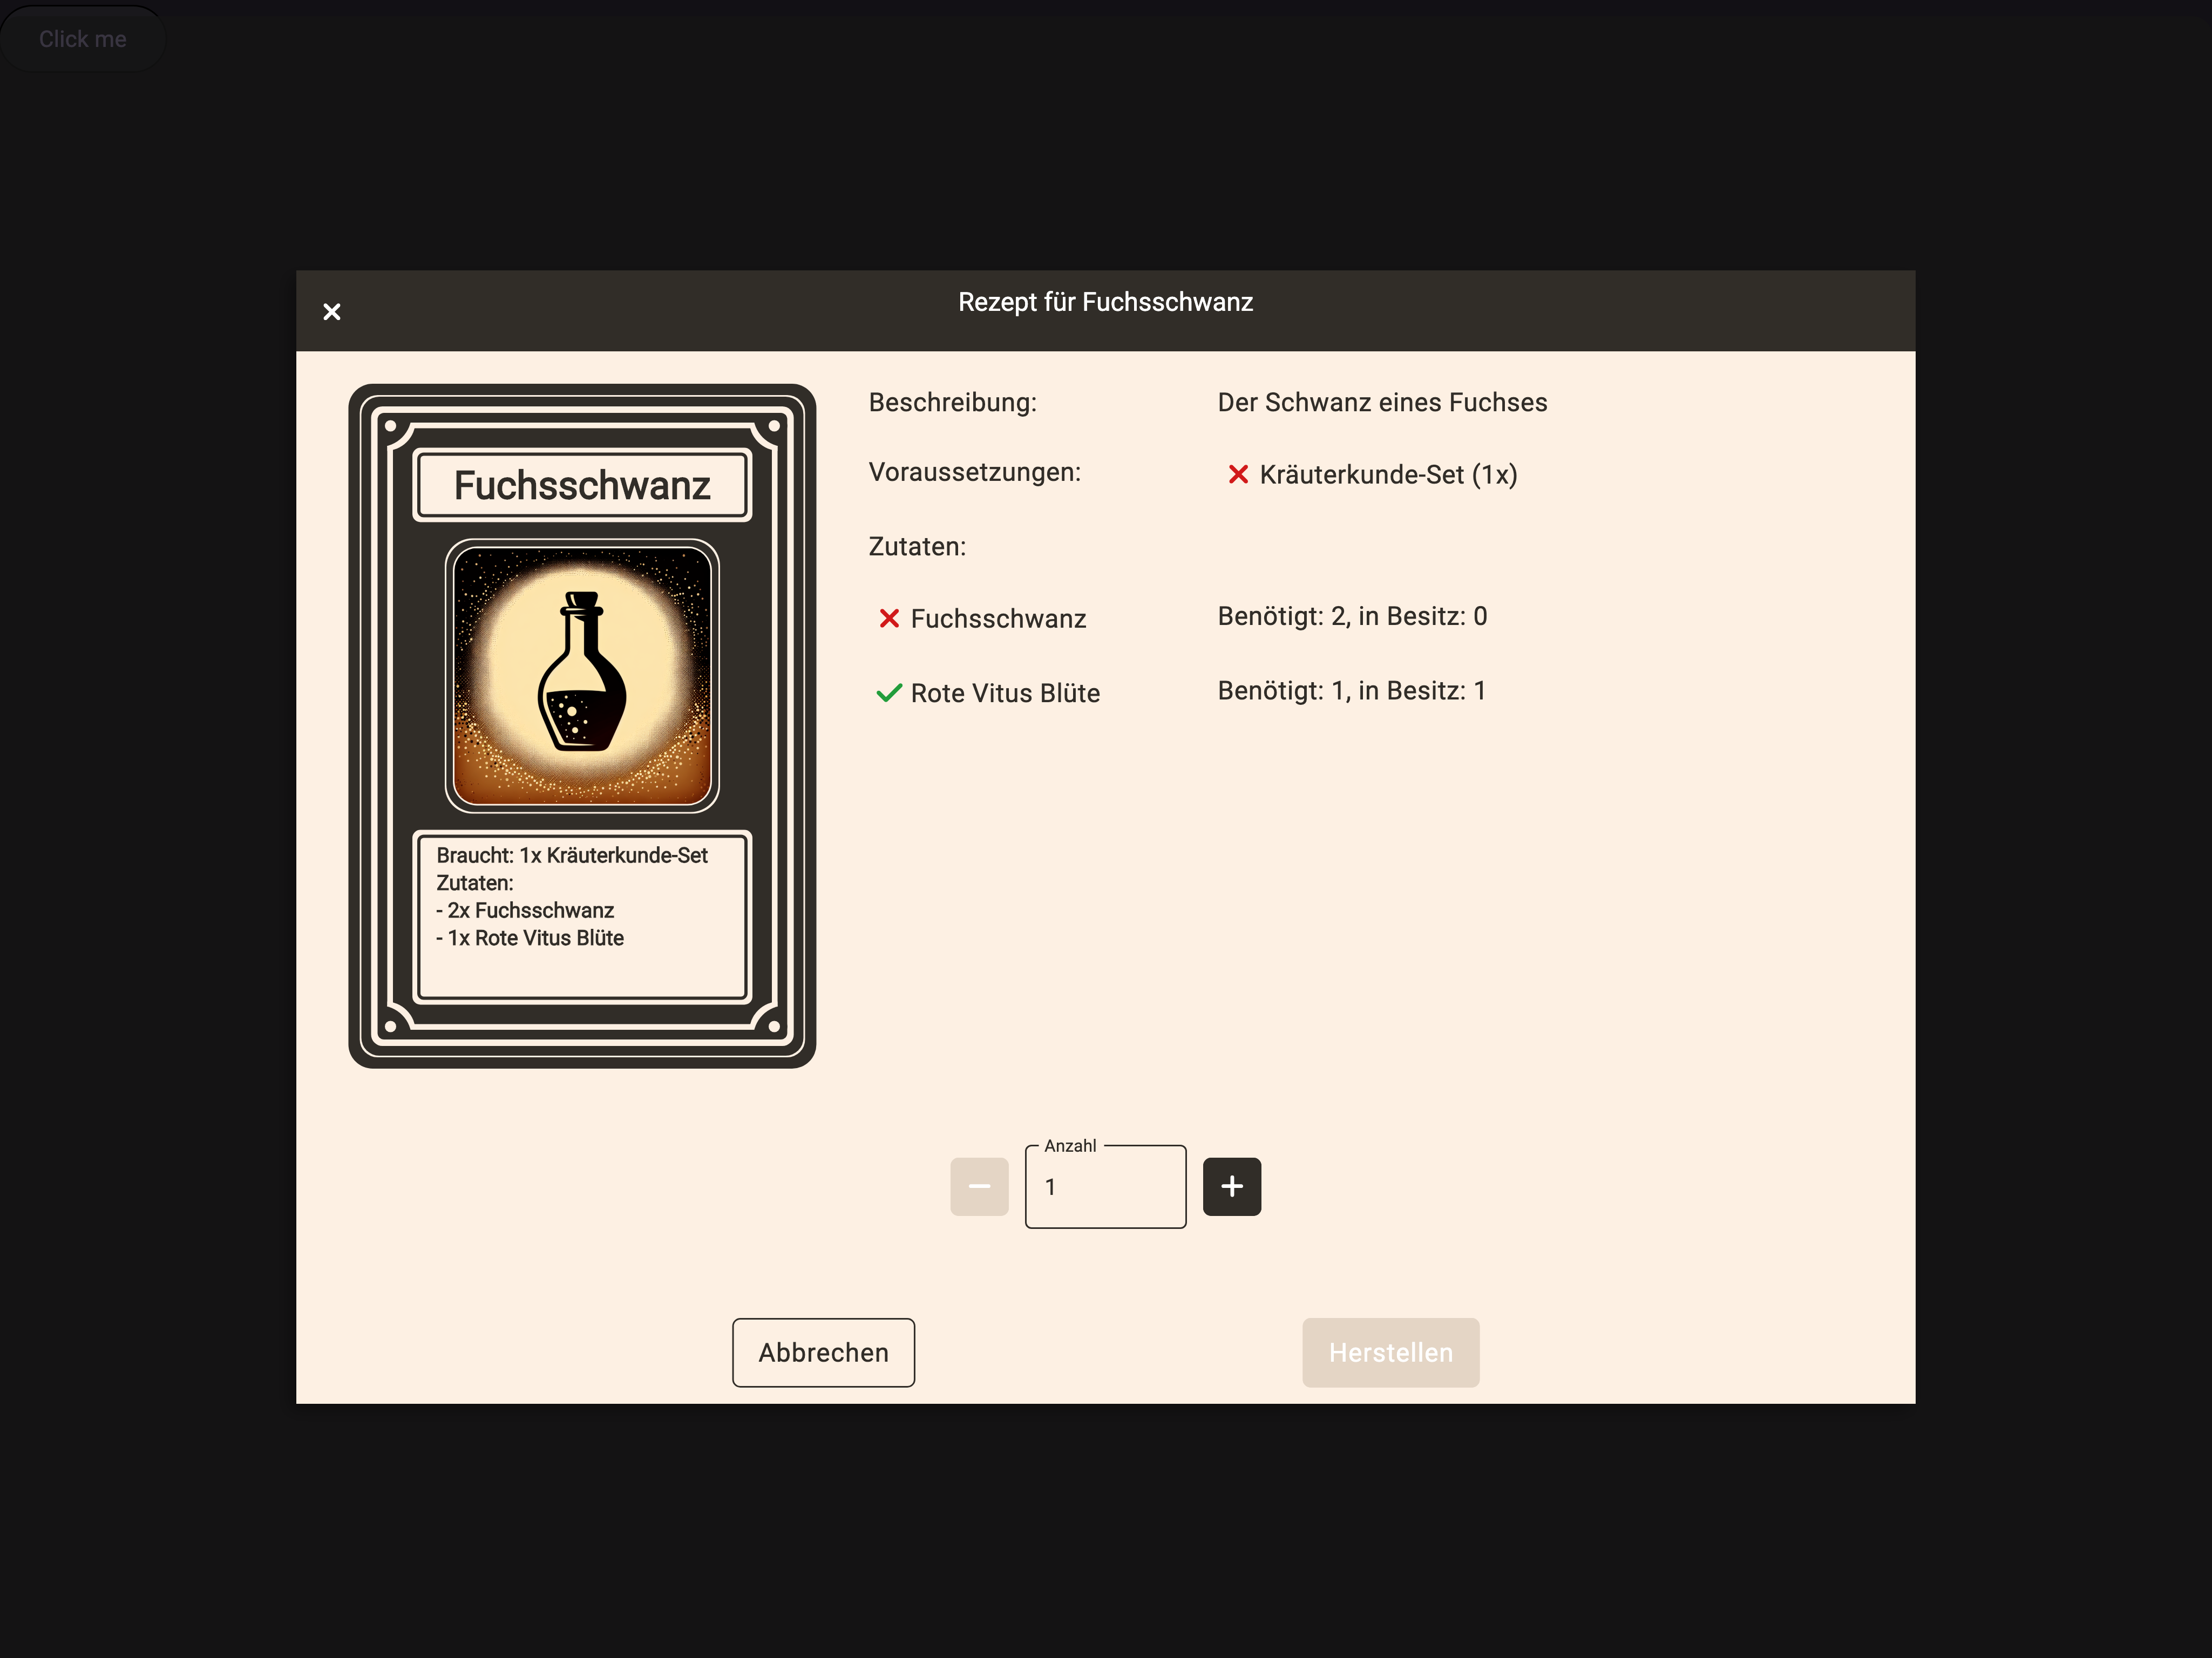 Click me
Rezept für Fuchsschwanz
Fuchsschwanz
Braucht: 1x Kräuterkunde-Set
Zutaten:
- 2x Fuchsschwanz
- 1x Rote Vitus Blüte
Beschreibung: Der Schwanz eines Fuchses
Voraussetzungen: Kräuterkunde-Set (1x)
Zutaten:
Fuchsschwanz Benötigt: 2, in Besitz: 0
Rote Vitus Blüte Benötigt: 1, in Besitz: 1
Anzahl
1
Abbrechen Herstellen